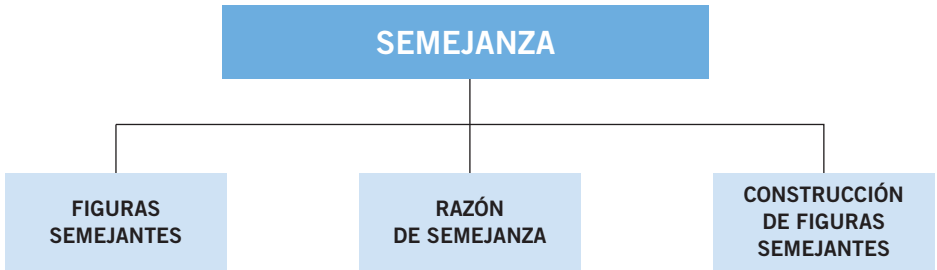 SEMEJANZA
FIGURAS
SEMEJANTES
RAZÓN
DE SEMEJANZA
CONSTRUCCIÓN
DE FIGURAS
SEMEJANTES